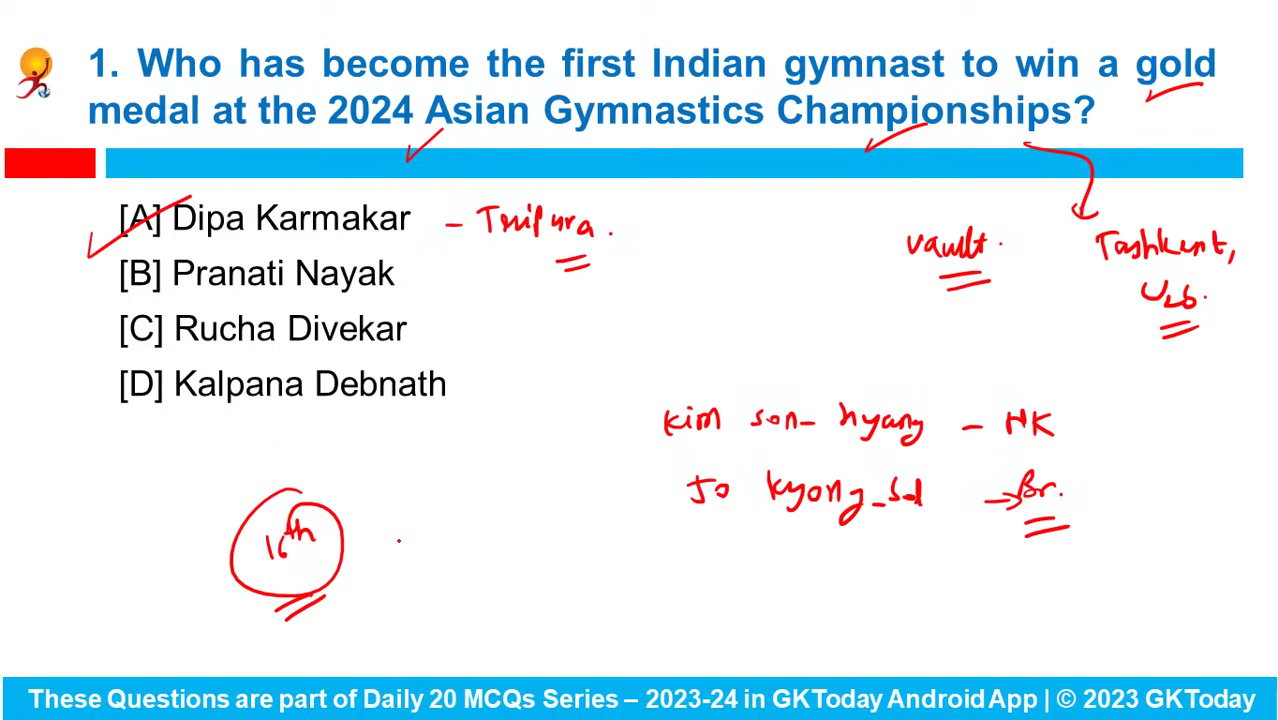 1. Who has become the first Indian gymnast to win a gold
medal at the 2024 Asian Gymnastics Championships?
[A] Dipa Karmakar - Tripura.
[B] Pranati Nayak
vault.
Tashkent,
Uzb.
[C] Rucha Divekar
[D] Kalpana Debnath
Kim son-hyang - NK
Jo Kyong-Sol → Br.
16th
These Questions are part of Daily 20 MCQs Series – 2023-24 in GKToday Android App | © 2023 GKToday